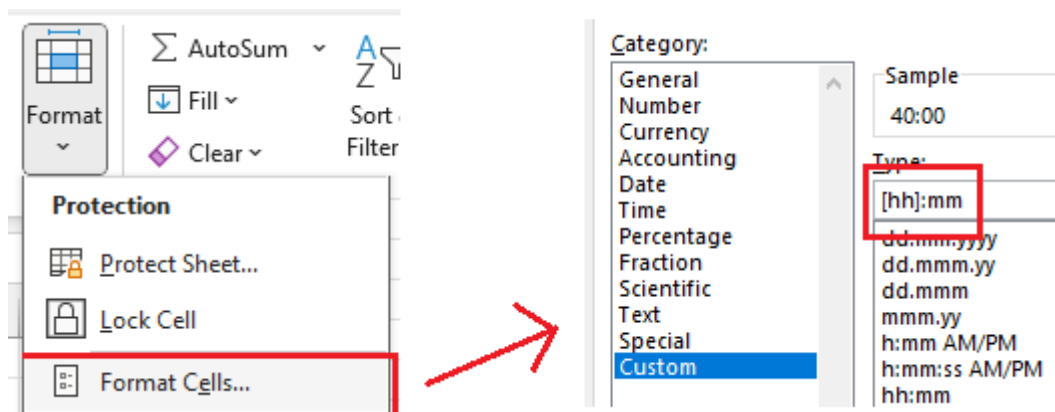 AutoSum
Fill
Clear
Format
Sort
Filter
Protection
Protect Sheet...
Lock Cell
Format Cells...
Category:
General
Number
Currency
Accounting
Date
Time
Percentage
Fraction
Scientific
Text
Special
Custom
Sample
40:00
Type:
[hh]:mm
dd.mm.yyyy
dd.mmm.yy
dd.mmm
mmm.yy
h:mm AM/PM
h:mm:ss AM/PM
hh:mm